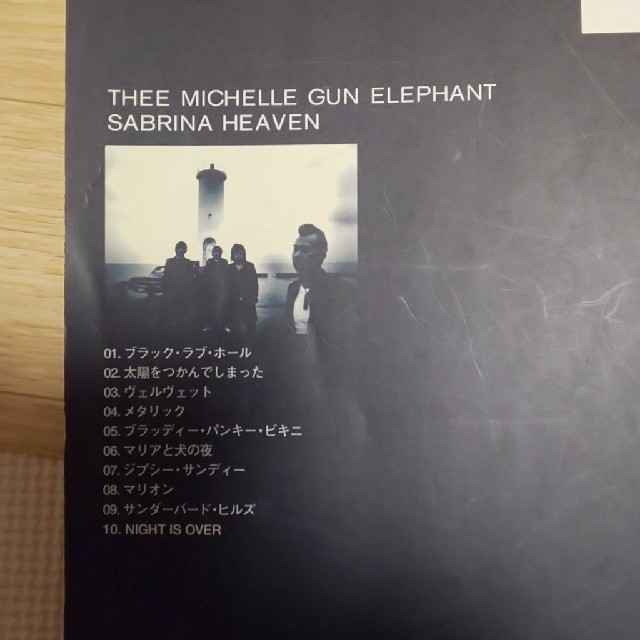 THEE MICHELLE GUN ELEPHANT
SABRINA HEAVEN
01. ブラック・ラブ・ホール
02. 太陽をつかんでしまった
03. ヴェルヴェット
04. メタリック
05. ブラッディー・パンキー・ビキニ
06. マリアと犬の夜
07. ジプシー・サンディー
08. マリオン
09. サンダーバード・ヒルズ
10. NIGHT IS OVER